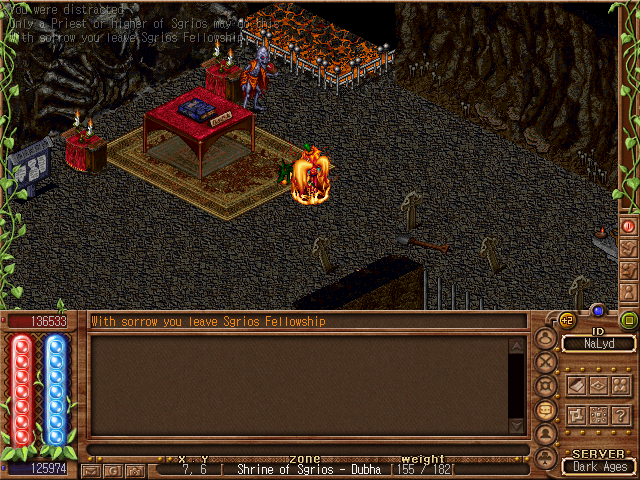 You were distracted
Only a Priest or higher of Sgrios may do this
With sorrow you leave Sgrios Fellowship
136533
With sorrow you leave Sgrios Fellowship
+2
ID
NaLyd
X Y zone weight
7, 6 [ Shrine of Sgrios - Dubha [155 / 182[
125974
SERVER
Dark Ages